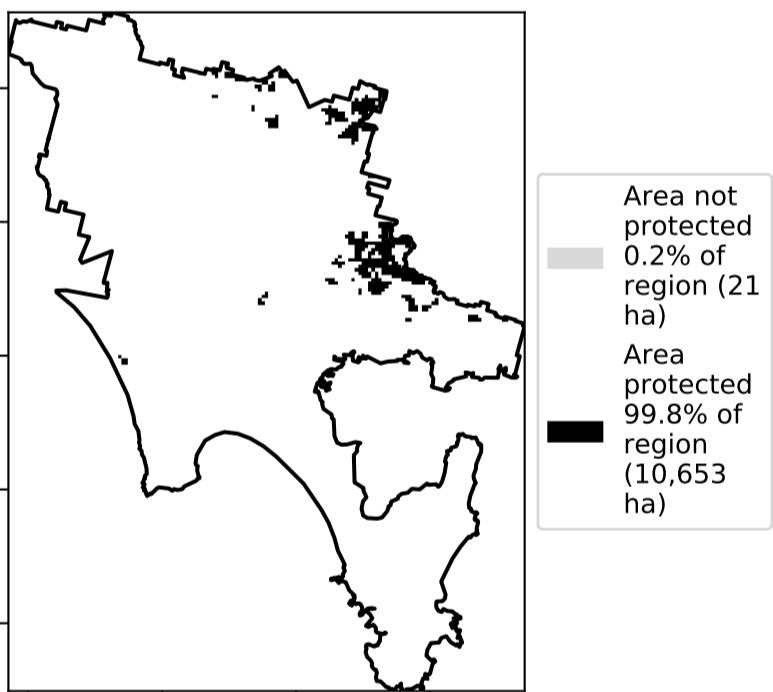 Area not
protected
0.2% of
region (21
ha)
Area
protected
99.8% of
region
(10,653
ha)